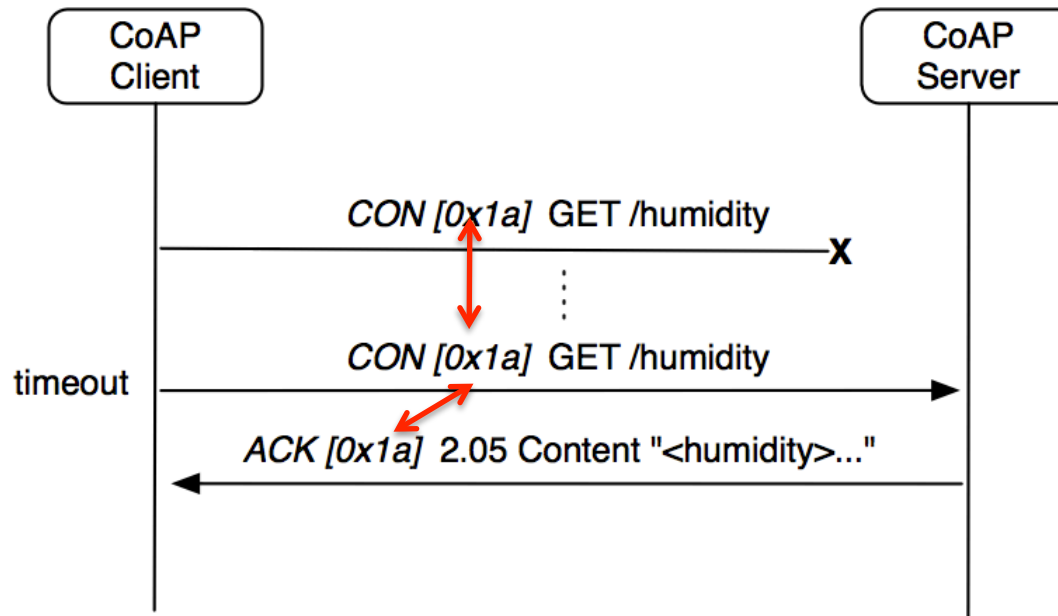 CoAP
Client
CoAP
Server
CON [0x1a] GET /humidity
X
CON [0x1a] GET /humidity
timeout
ACK [0x1a] 2.05 Content "<humidity>..."